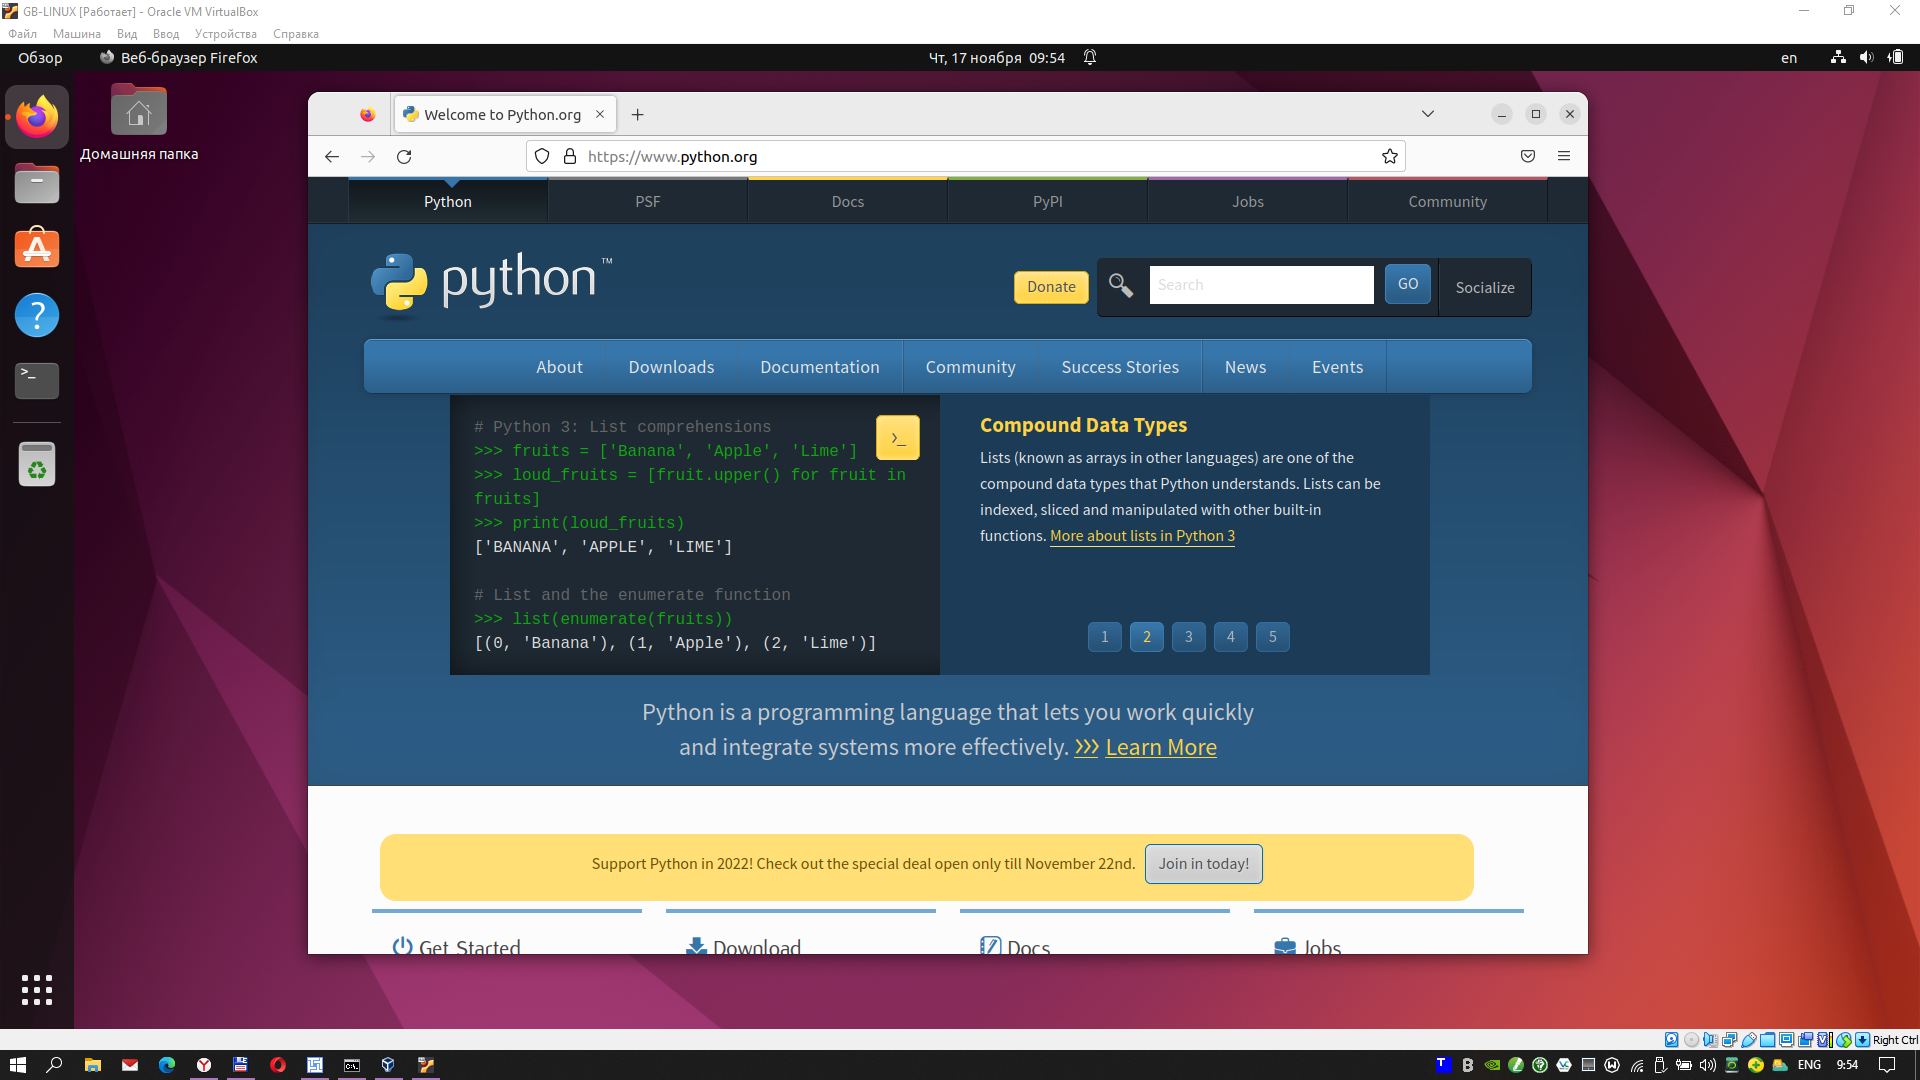 GB-LINUX [Работает] - Oracle VM VirtualBox
Файл Машина Вид Ввод Устройства Справка
Обзор Веб-браузер Firefox Чт, 17 ноября 09:54 en
Домашняя папка
Welcome to Python.org
https://www.python.org
Python PSF Docs PyPI Jobs Community
python™
Donate Search GO Socialize
About Downloads Documentation Community Success Stories News Events
# Python 3: List comprehensions
>>> fruits = ['Banana', 'Apple', 'Lime']
>>> loud_fruits = [fruit.upper() for fruit in
fruits]
>>> print(loud_fruits)
['BANANA', 'APPLE', 'LIME']
# List and the enumerate function
>>> list(enumerate(fruits))
[(0, 'Banana'), (1, 'Apple'), (2, 'Lime')]
>_
Compound Data Types
Lists (known as arrays in other languages) are one of the
compound data types that Python understands. Lists can be
indexed, sliced and manipulated with other built-in
functions. More about lists in Python 3
1 2 3 4 5
Python is a programming language that lets you work quickly
and integrate systems more effectively. >>> Learn More
Support Python in 2022! Check out the special deal open only till November 22nd. Join in today!
Get Started Download Docs Jobs
Right Ctrl
ENG 9:54